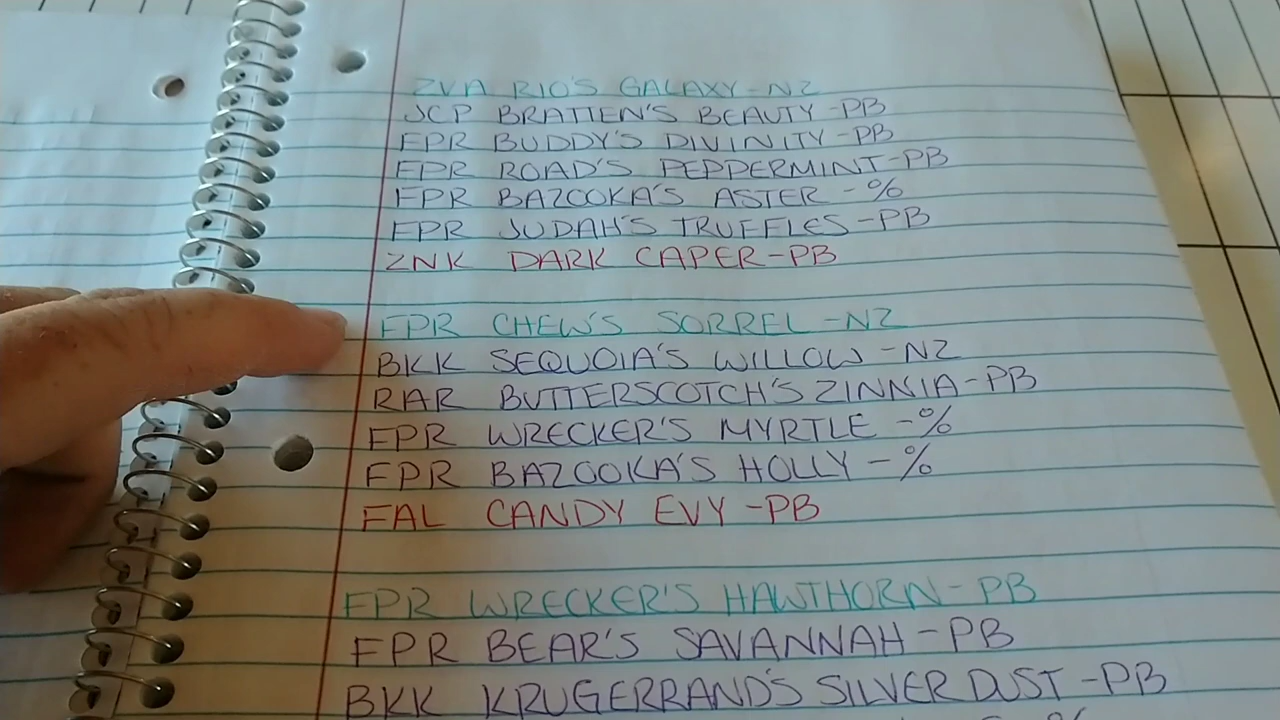 ZVA RIO'S GALAXY-NZ
JCP BRATTEN'S BEAUTY-PB
FPR BUDDY'S DIVINITY-PB
FPR ROAD'S PEPPERMINT-PB
FPR BAZOOKA'S ASTER-%
FPR JUDAH'S TRUFFLES-PB
ZNK DARK CAPER-PB
FPR CHEW'S SORREL-NZ
BKK SEQUOIA'S WILLOW-NZ
RAR BUTTERSCOTCH'S ZINNIA-PB
FPR WRECKER'S MYRTLE-%
FPR BAZOOKA'S HOLLY-%
FAL CANDY EVY-PB
FPR WRECKER'S HAWTHORN-PB
FPR BEAR'S SAVANNAH-PB
BKK KRUGERRAND'S SILVER DUST-PB